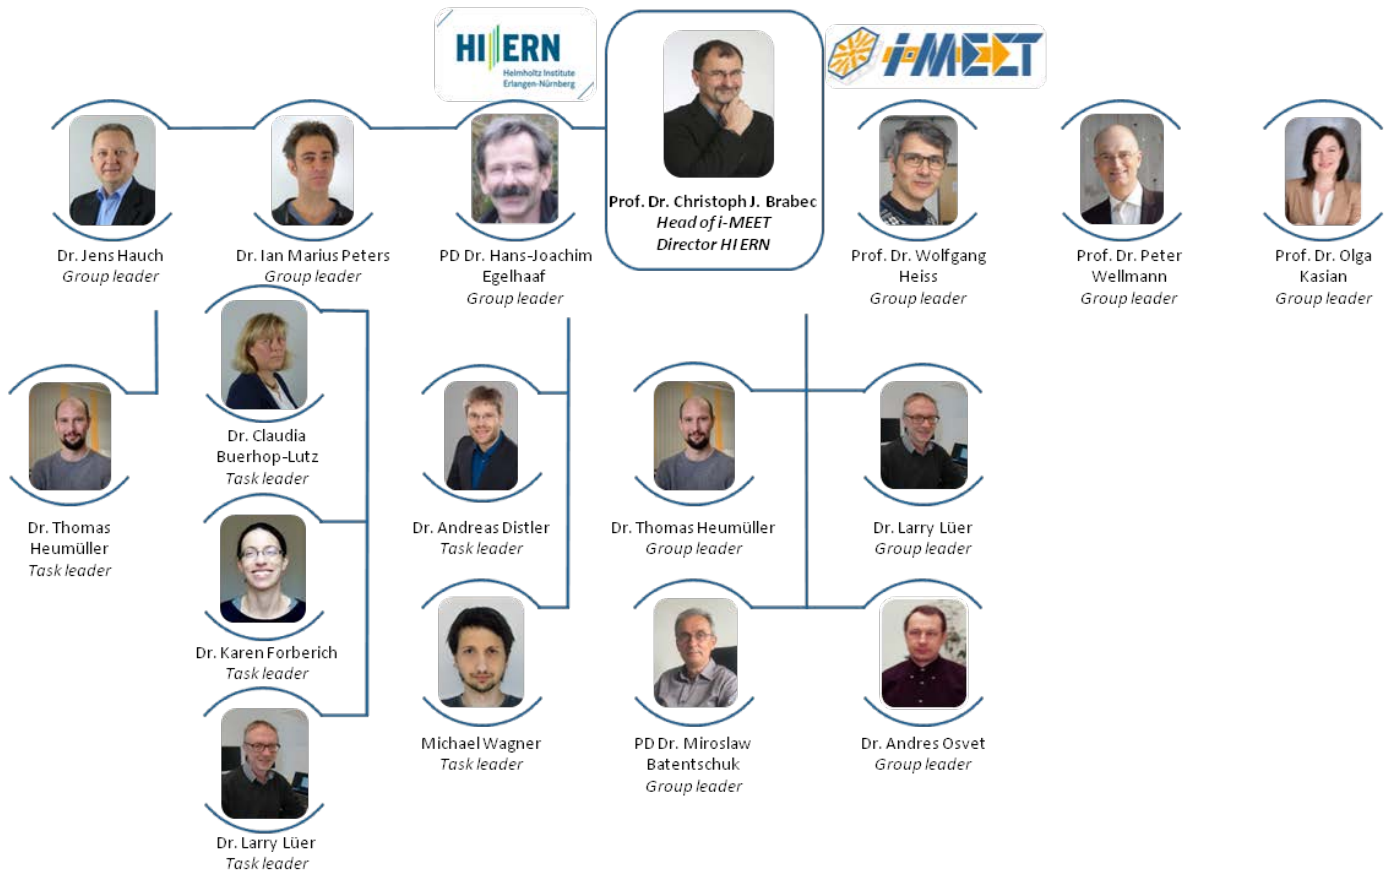 HI ERN
Helmholtz Institute
Erlangen-Nürnberg
i-MEET
Prof. Dr. Christoph J. Brabec
Head of i-MEET
Director HI ERN
Dr. Jens Hauch
Group leader
Dr. Ian Marius Peters
Group leader
PD Dr. Hans-Joachim
Egelhaaf
Group leader
Prof. Dr. Wolfgang
Heiss
Group leader
Prof. Dr. Peter
Wellmann
Group leader
Prof. Dr. Olga
Kasian
Group leader
Dr. Claudia
Buerhop-Lutz
Task leader
Dr. Thomas
Heumüller
Task leader
Dr. Andreas Distler
Task leader
Dr. Thomas Heumüller
Group leader
Dr. Larry Lüer
Group leader
Dr. Karen Forberich
Task leader
Michael Wagner
Task leader
PD Dr. Miroslaw
Batentschuk
Group leader
Dr. Andres Osvet
Group leader
Dr. Larry Lüer
Task leader